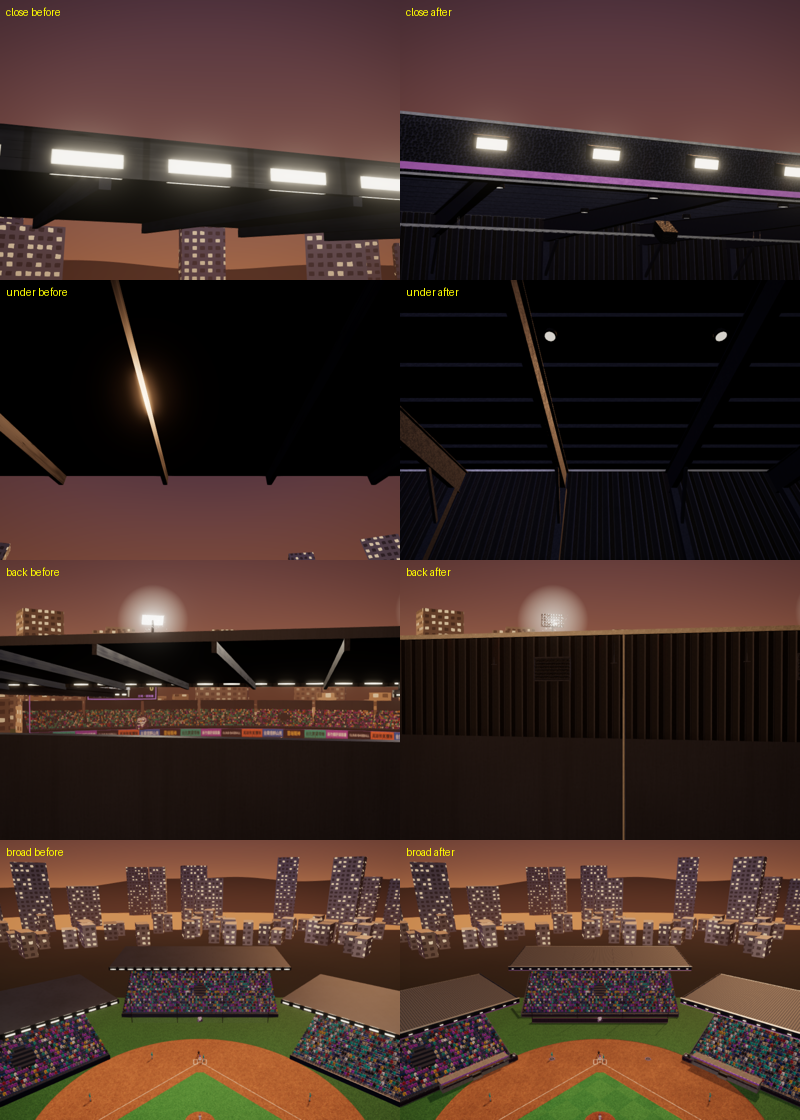 close before
close after
under before
under after
back before
back after
broad before
broad after